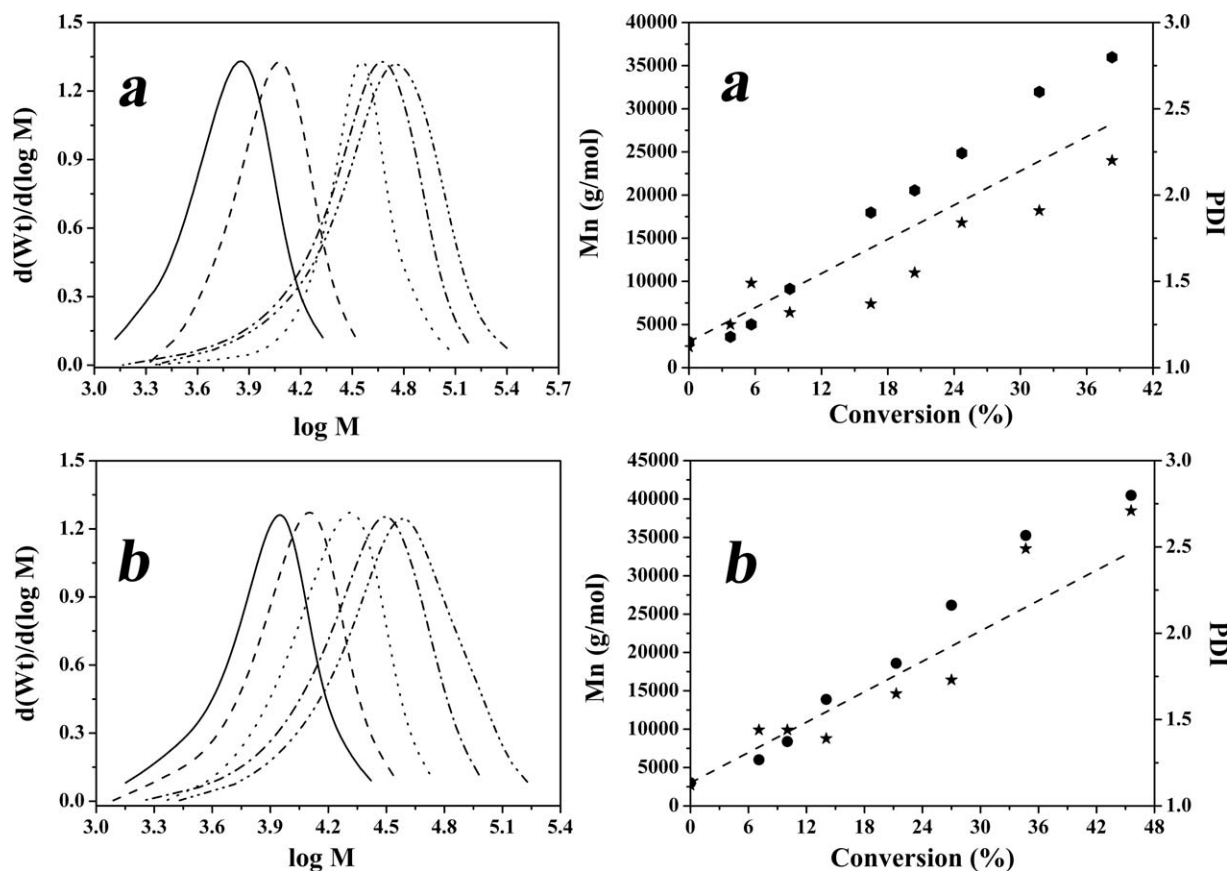 a
d(Wt)/d(log M)
1.5
1.2
0.9
0.6
0.3
0.0
3.0 3.3 3.6 3.9 4.2 4.5 4.8 5.1 5.4 5.7
log M
a
Mn (g/mol)
40000
35000
30000
25000
20000
15000
10000
5000
0
0 6 12 18 24 30 36 42
Conversion (%)
3.0
2.5
2.0
1.5
1.0
PDI
b
d(Wt)/d(log M)
1.5
1.2
0.9
0.6
0.3
0.0
3.0 3.3 3.6 3.9 4.2 4.5 4.8 5.1 5.4
log M
b
Mn (g/mol)
45000
40000
35000
30000
25000
20000
15000
10000
5000
0
0 6 12 18 24 30 36 42 48
Conversion (%)
3.0
2.5
2.0
1.5
1.0
PDI